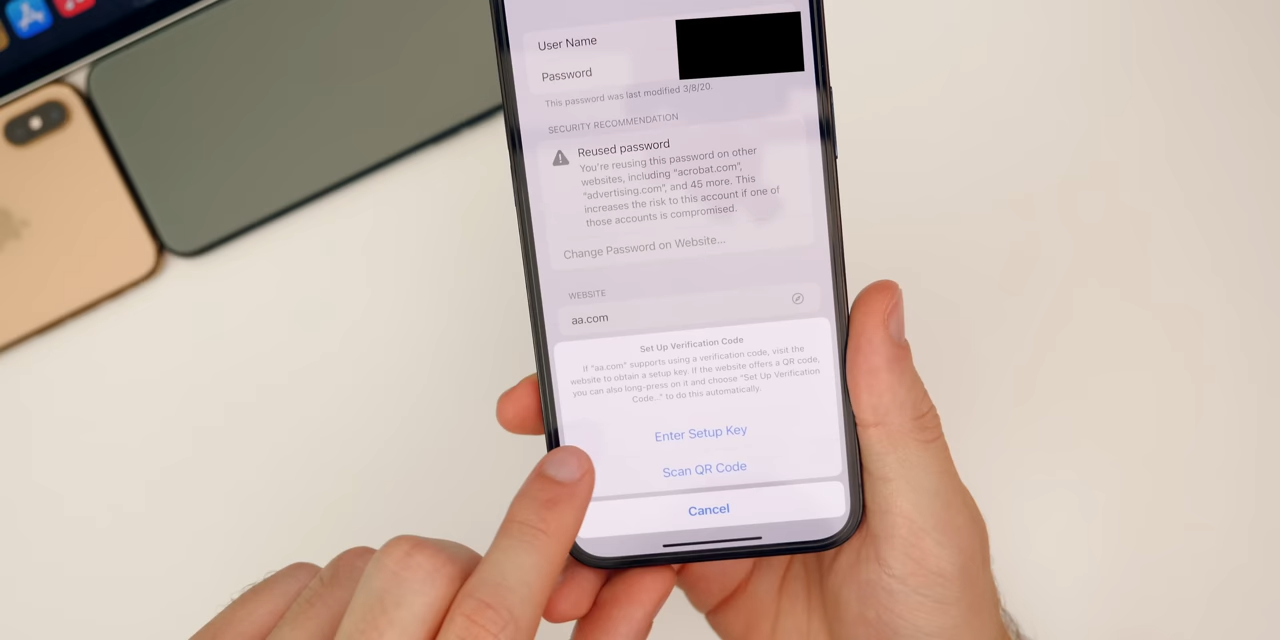 User Name
Password
This password was last modified 3/8/20.
SECURITY RECOMMENDATION
Reused password
You're reusing this password on other
websites, including “acrobat.com”,
“advertising.com”, and 45 more. This
increases the risk to this account if one of
those accounts is compromised.
Change Password on Website...
WEBSITE
aa.com
Set Up Verification Code
If “aa.com” supports using a verification code, visit the
website to obtain a setup key. If the website offers a QR code,
you can also long-press on it and choose “Set Up Verification
Code...” to do this automatically.
Enter Setup Key
Scan QR Code
Cancel